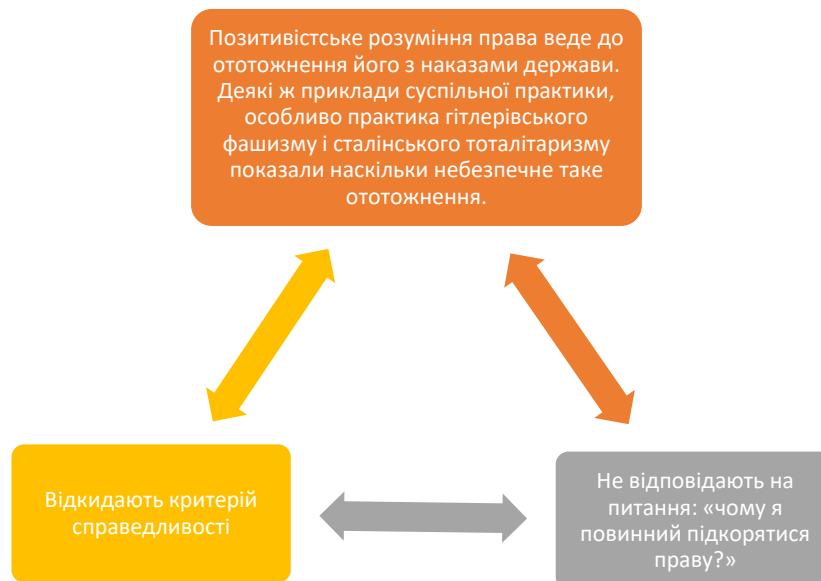 Позитивістське розуміння права веде до
ототожнення його з наказами держави.
Деякі ж приклади суспільної практики,
особливо практика гітлерівського
фашизму і сталінського тоталітаризму
показали наскільки небезпечне таке
ототожнення.
Відкидають критерій
справедливості
Не відповідають на
питання: «чому я
повинний підкорятися
праву?»